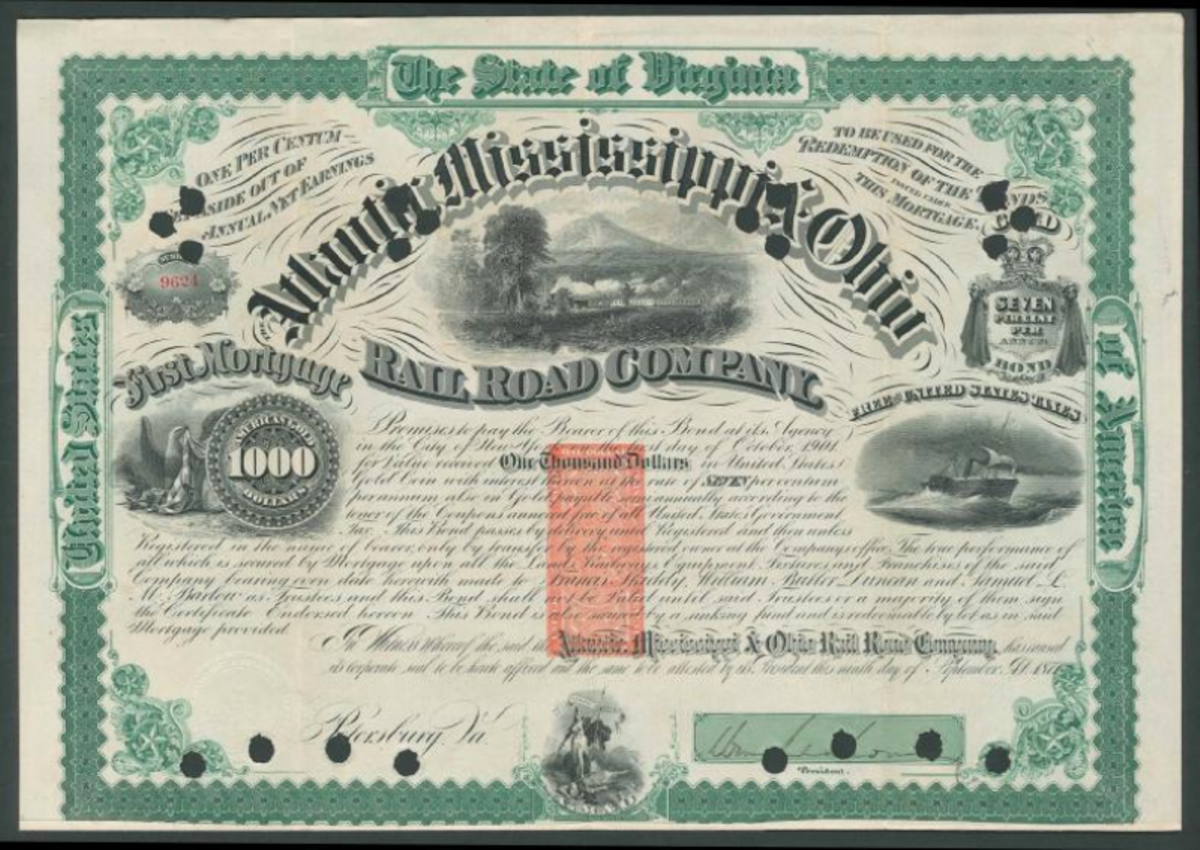 The State of Virginia
ONE PER CENTUM
SET ASIDE OUT OF
ANNUAL NET EARNINGS
TO BE USED FOR THE
REDEMPTION OF THE BONDS
ISSUED UNDER
THIS MORTGAGE.
GOLD
Atlantic, Mississippi & Ohio
RAIL ROAD COMPANY,
9624
SEVEN
PERCENT
PER
ANNUM
BOND
First Mortgage
FREE OF UNITED STATES TAXES
AMERICAN GOLD
1000
DOLLARS
United States
of America
Promises to pay the Bearer of this Bond at its Agency
in the City of New York on the first day of October, 1901
for Value received One Thousand Dollars in United States
Gold Coin with interest thereon at the rate of SEVEN per centum
per annum also in Gold, payable semi annually according to the
tenor of the Coupons annexed free of all United States Government
Tax. This Bond passes by delivery until Registered and then unless
Registered in the name of bearer, only by transfer by the registered owner at the Company's office. The true performance of
all which is secured by Mortgage upon all the Equipment, Fixtures and Franchises of the said
Company bearing even date herewith made to Francis Skiddy, William Butler Duncan and Samuel L.
M. Barlow as Trustees and this Bond shall not be Valid until said Trustees or a majority of them sign
the Certificate Endorsed hereon. This Bond is also secured by a sinking fund and is redeemable by lot as in said
Mortgage provided.
In Witness whereof the said Atlantic, Mississippi & Ohio Rail Road Company, has caused
its corporate seal to be hereto affixed and the same to be attested by its President this ninth day of September, A.D. 187
Petersburg, Va.
President.